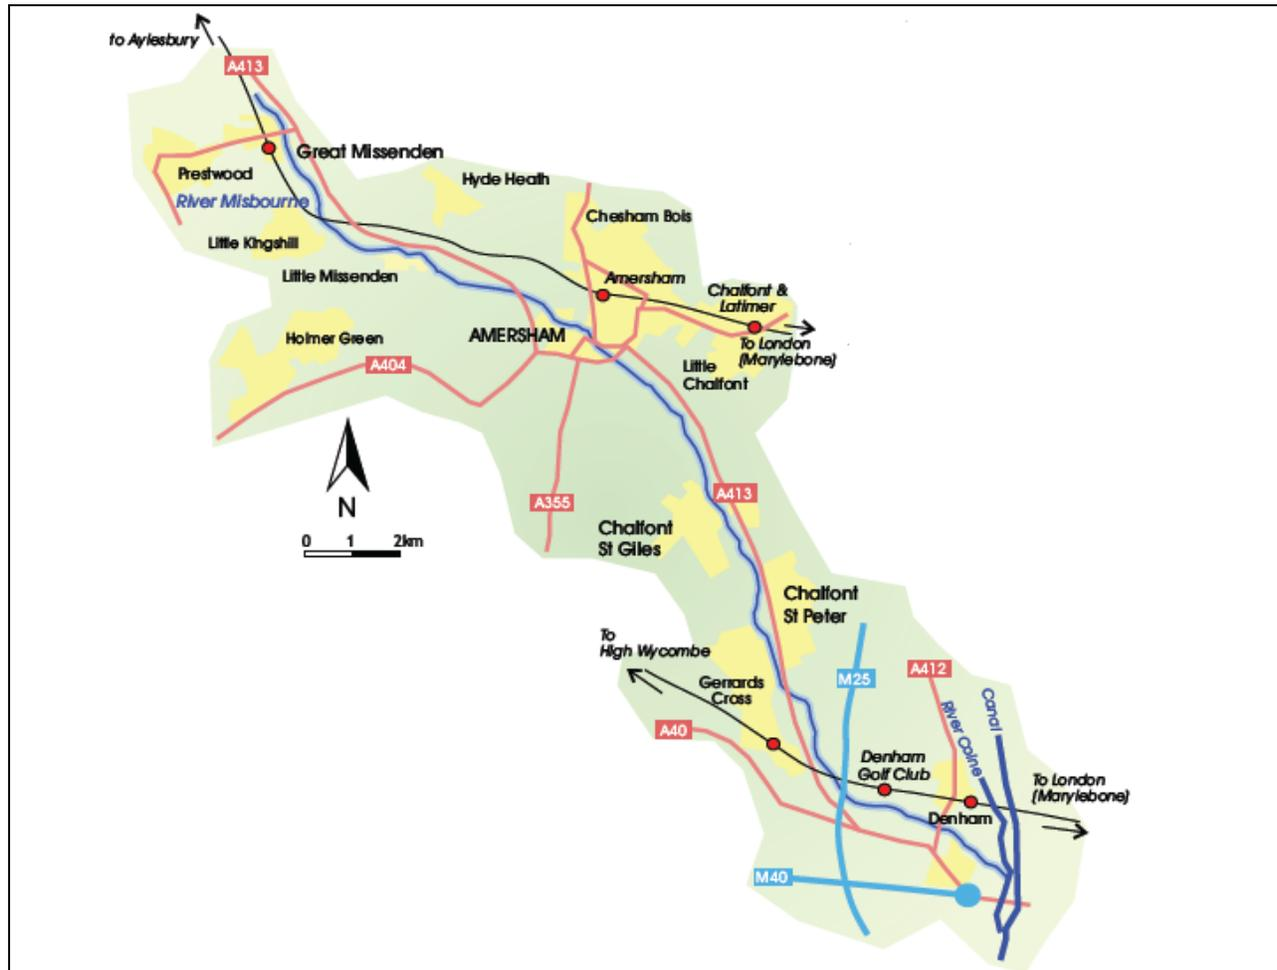 to Aylesbury
A413
Great Missenden
Prestwood
Hyde Heath
River Misbourne
Chesham Bois
Little Kingshill
Little Missenden
Amersham
Chalfont &
Latimer
Holmer Green
AMERSHAM
To London
(Marylebone)
A404
Little
Chalfont
N
0 1 2km
A355
A413
Chalfont
St Giles
Chalfont
St Peter
To
High Wycombe
Gerrards
Cross
M25
A412
River Colne
Canal
A40
Denham
Golf Club
To London
(Marylebone)
Denham
M40